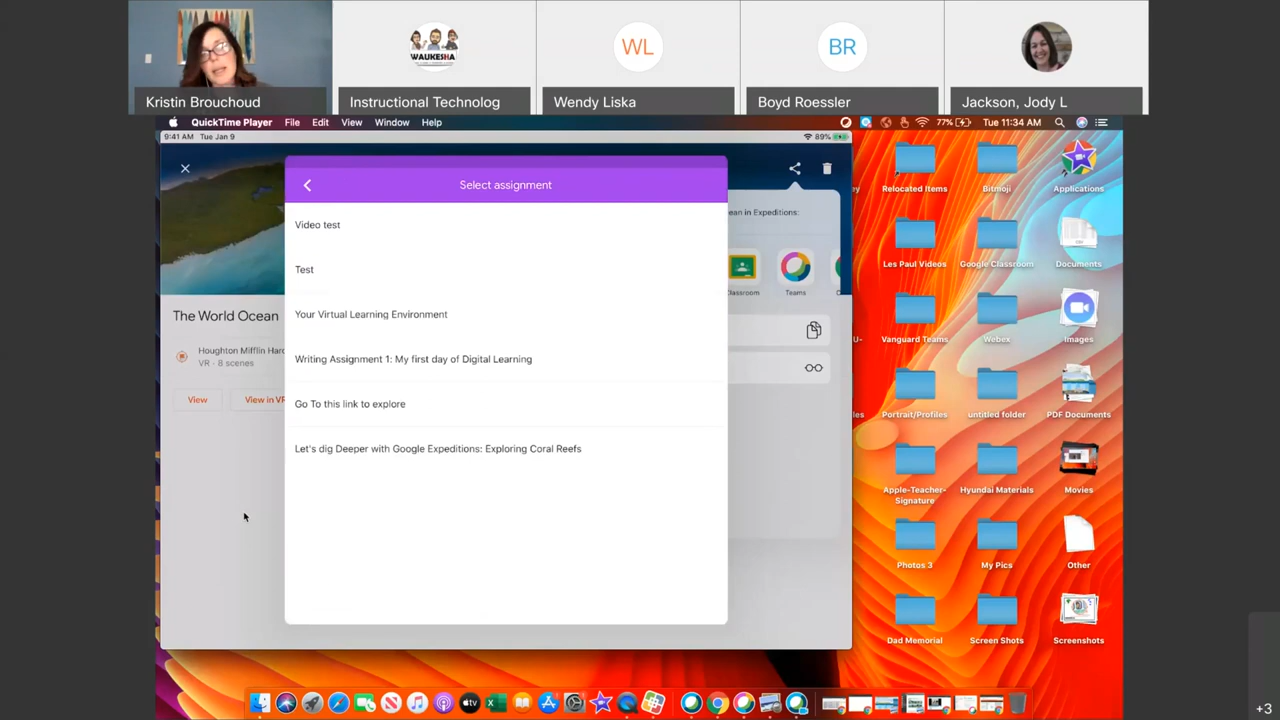 WAUKESHA
WL
BR
Kristin Brouchoud
Instructional Technolog
Wendy Liska
Boyd Roessler
Jackson, Jody L
QuickTime Player File Edit View Window Help
77%
Tue 11:34 AM
9:41 AM Tue Jan 9
89%
Select assignment
Video test
Test
Your Virtual Learning Environment
Writing Assignment 1: My first day of Digital Learning
Go To this link to explore
Let's dig Deeper with Google Expeditions: Exploring Coral Reefs
The World Ocean
Houghton Mifflin Harc
VR · 8 scenes
View
View in VR
ean in Expeditions:
lassroom
Teams
Relocated Items
Bitmoji
Applications
Les Paul Videos
Google Classroom
Documents
Vanguard Teams
Webex
Images
Portrait/Profiles
untitled folder
PDF Documents
Apple-Teacher-
Signature
Hyundai Materials
Movies
Photos 3
My Pics
Other
Dad Memorial
Screen Shots
Screenshots
tv
+3